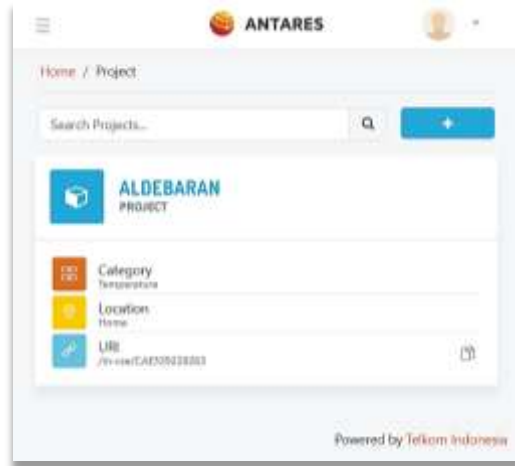 ANTARES
Home / Project
Search Projects...
ALDEBARAN
PROJECT
Category
Temperature
Location
Home
URI
Powered by Telkom Indonesia